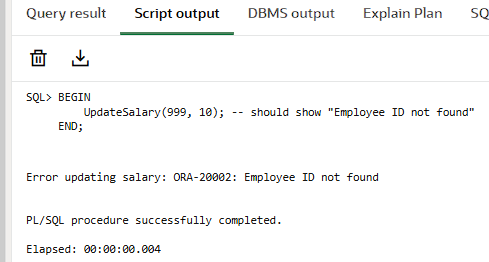 Query result Script output DBMS output Explain Plan SQ
SQL> BEGIN
UpdateSalary(999, 10); -- should show "Employee ID not found"
END;
Error updating salary: ORA-20002: Employee ID not found
PL/SQL procedure successfully completed.
Elapsed: 00:00:00.004